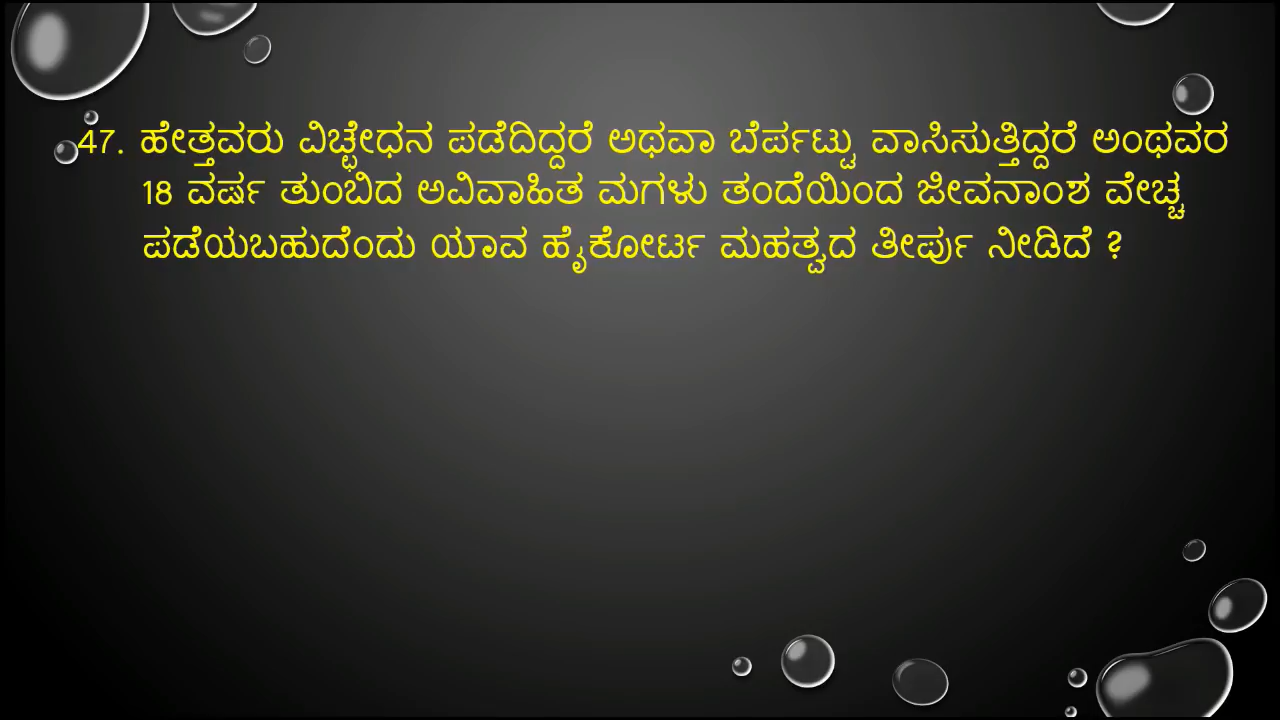 47. ಹೇತ್ತವರು ವಿಚ್ಛೇಧನ ಪಡೆದಿದ್ದರೆ ಅಥವಾ ಬೆರ್ಪಟ್ಟು ವಾಸಿಸುತ್ತಿದ್ದರೆ ಅಂಥವರ
18 ವರ್ಷ ತುಂಬಿದ ಅವಿವಾಹಿತ ಮಗಳು ತಂದೆಯಿಂದ ಜೀವನಾಂಶ ವೇಚ್ಚ
ಪಡೆಯಬಹುದೆಂದು ಯಾವ ಹೈಕೋರ್ಟ ಮಹತ್ವದ ತೀರ್ಪು ನೀಡಿದೆ ?